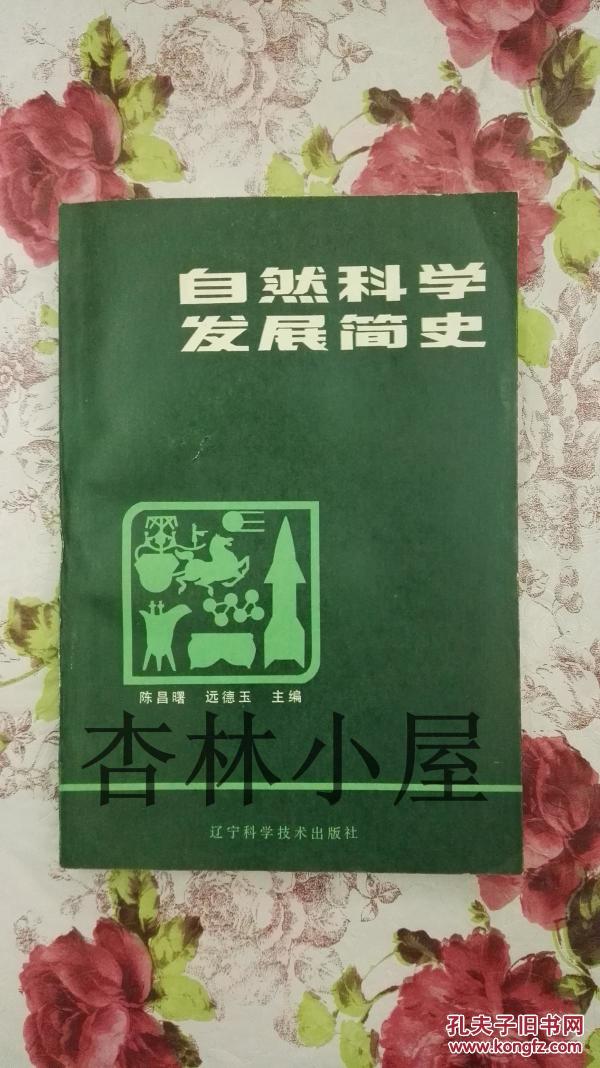 自然科学
发展简史
陈昌曙 远德玉 主编
杏林小屋
辽宁科学技术出版社
孔夫子旧书网
www.kongfz.com